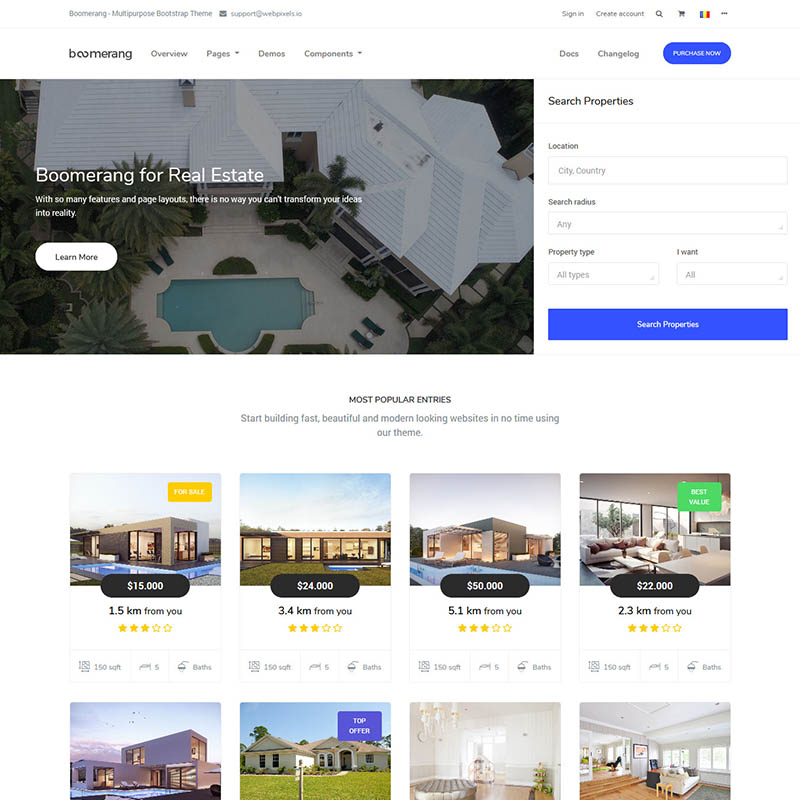 Boomerang - Multipurpose Bootstrap Theme support@webpixels.io Sign in Create account
boomerang Overview Pages Demos Components Docs Changelog PURCHASE NOW
Boomerang for Real Estate
With so many features and page layouts, there is no way you can't transform your ideas
into reality.
Learn More
Search Properties
Location
City, Country
Search radius
Any
Property type I want
All types All
Search Properties
MOST POPULAR ENTRIES
Start building fast, beautiful and modern looking websites in no time using
our theme.
FOR SALE
BEST
VALUE
$15.000 $24.000 $50.000 $22.000
1.5 km from you 3.4 km from you 5.1 km from you 2.3 km from you
150 sqft 5 Baths 150 sqft 5 Baths 150 sqft 5 Baths 150 sqft 5 Baths
TOP
OFFER